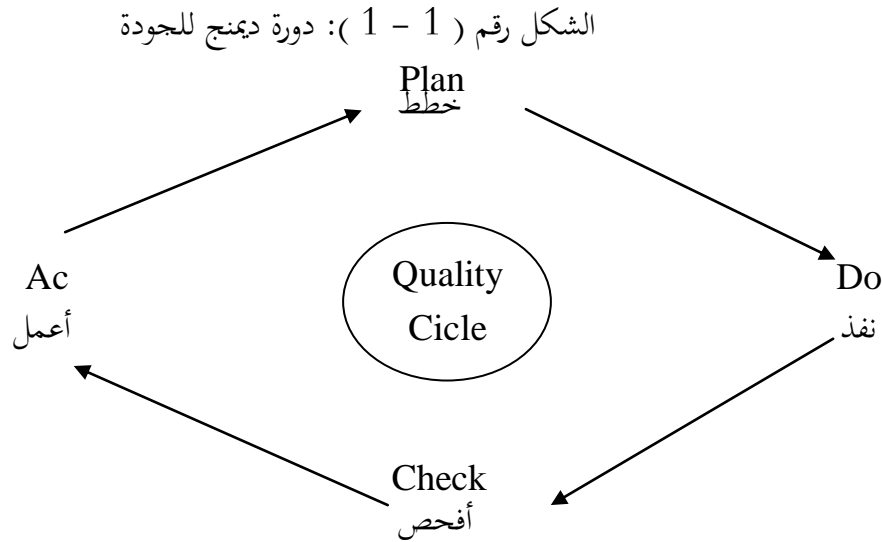 الشكل رقم ( 1 – 1 ): دورة ديمنج للجودة
Plan
خطط
Ac
أعمل
Quality
Cicle
Do
نفذ
Check
أفحص